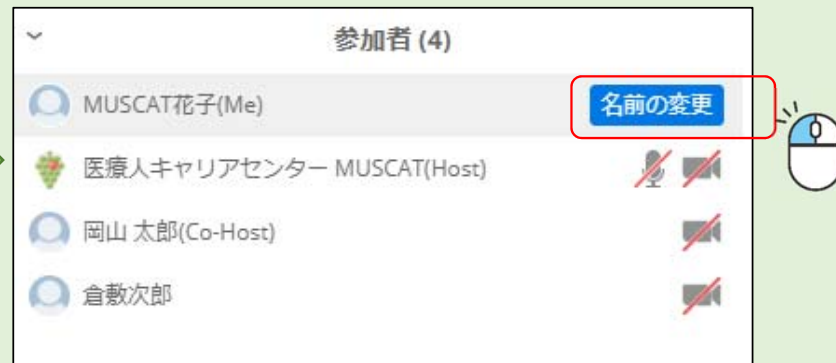 参加者 (4)
MUSCAT花子(Me) 名前の変更
医療人キャリアセンター MUSCAT(Host)
岡山 太郎(Co-Host)
倉敷次郎